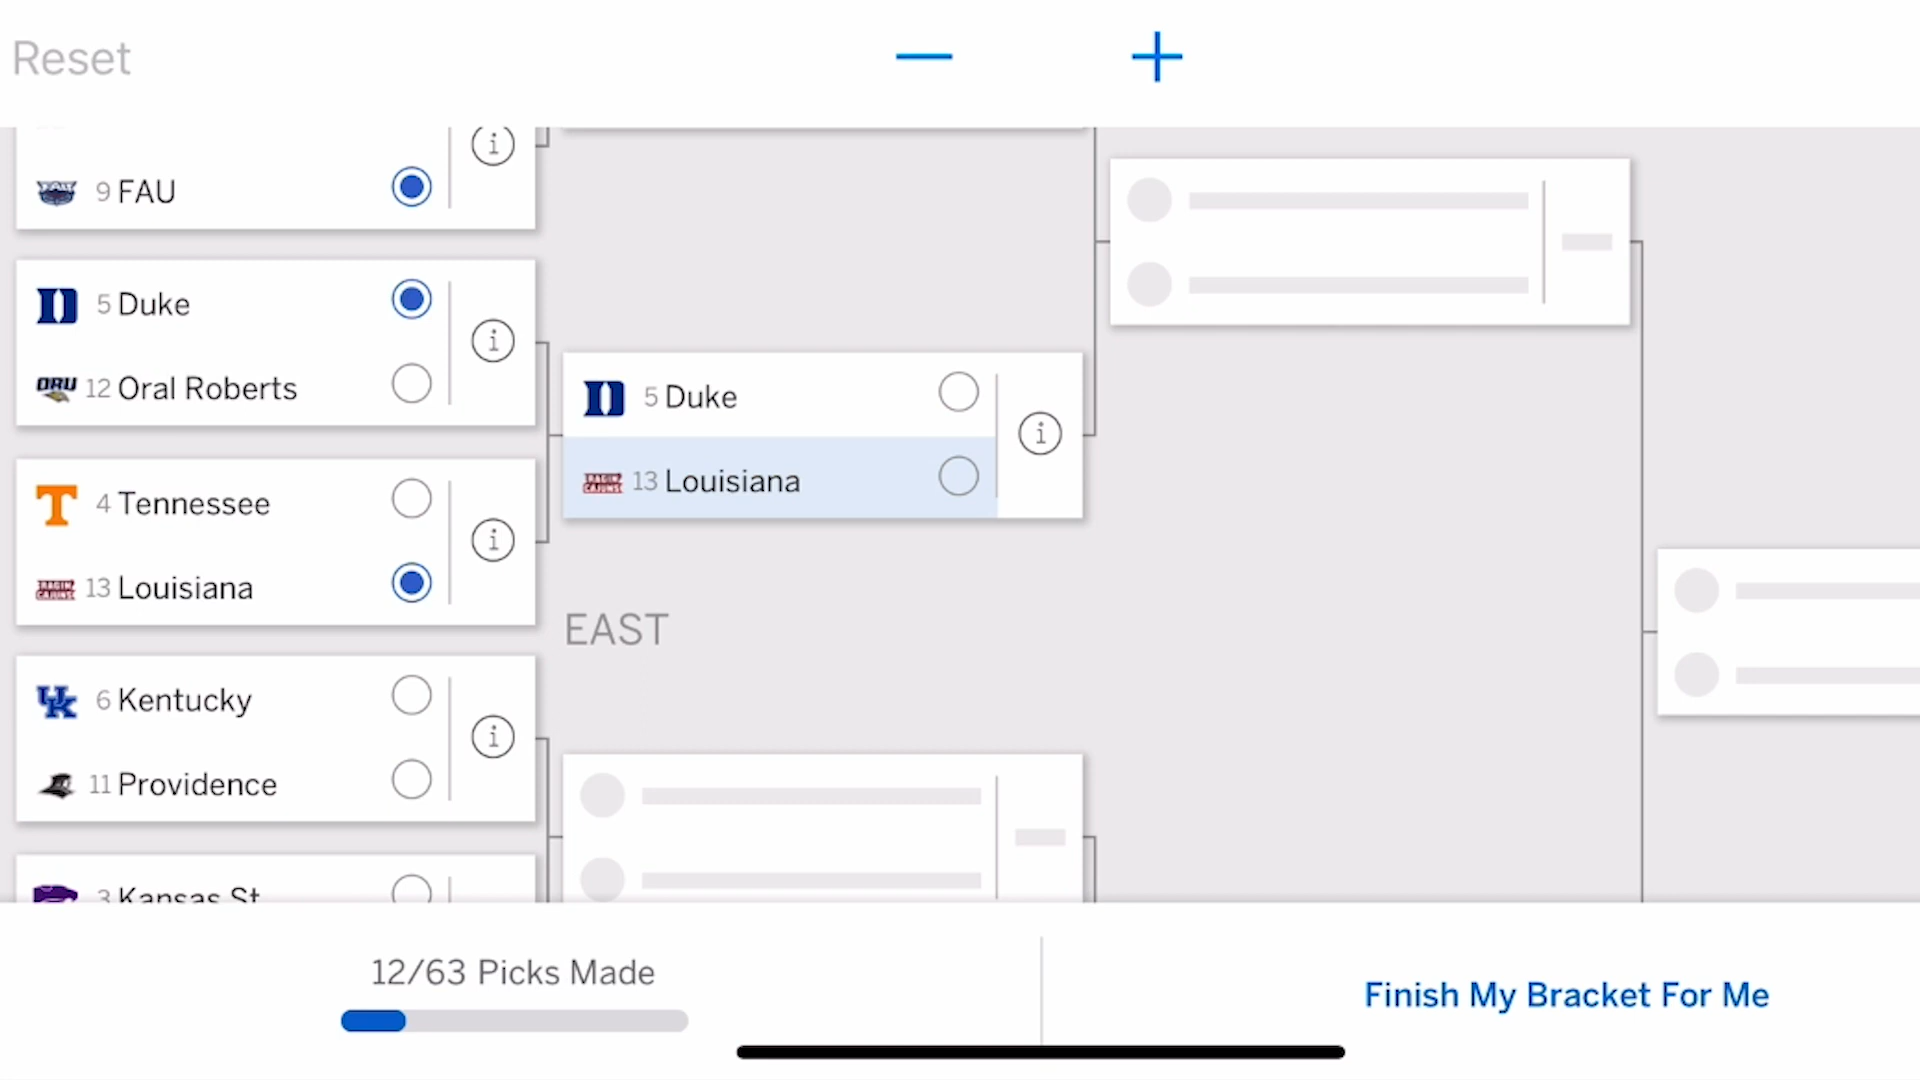 Reset
9 FAU
5 Duke
12 Oral Roberts
4 Tennessee
13 Louisiana
6 Kentucky
11 Providence
3 Kansas St
5 Duke
13 Louisiana
EAST
12/63 Picks Made
Finish My Bracket For Me